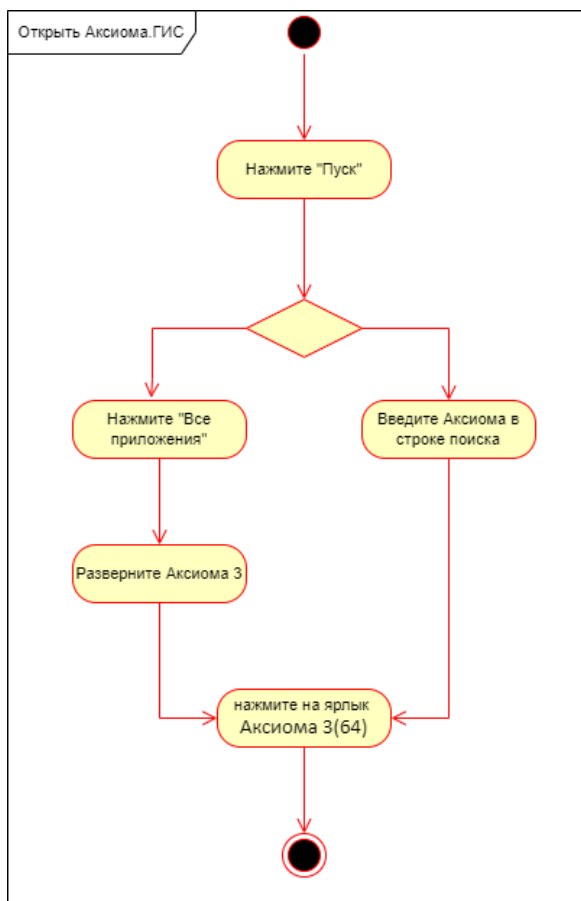 Открыть Аксиома.ГИС
Нажмите "Пуск"
Нажмите "Все
приложения"
Введите Аксиома в
строке поиска
Разверните Аксиома 3
нажмите на ярлык
Аксиома 3(64)